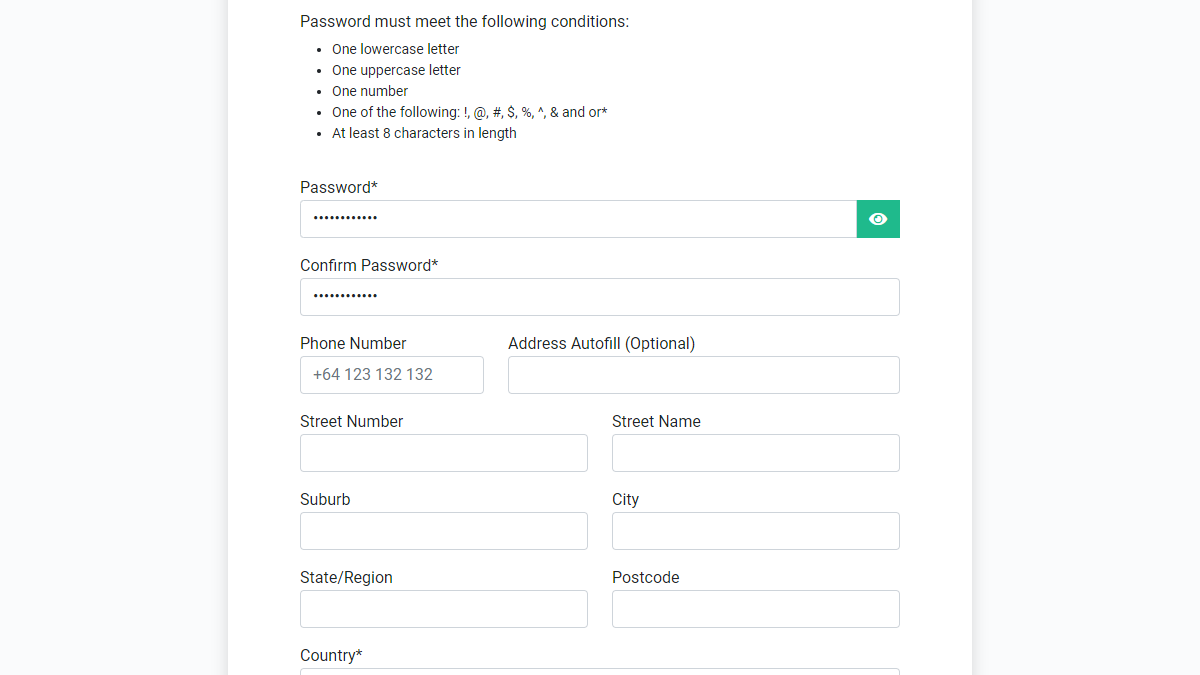 Password must meet the following conditions:
One lowercase letter
One uppercase letter
One number
One of the following: !, @, #, $, %, ^, & and or*
At least 8 characters in length
Password*
••••••••••••
Confirm Password*
••••••••••••
Phone Number Address Autofill (Optional)
+64 123 132 132
Street Number Street Name
Suburb City
State/Region Postcode
Country*